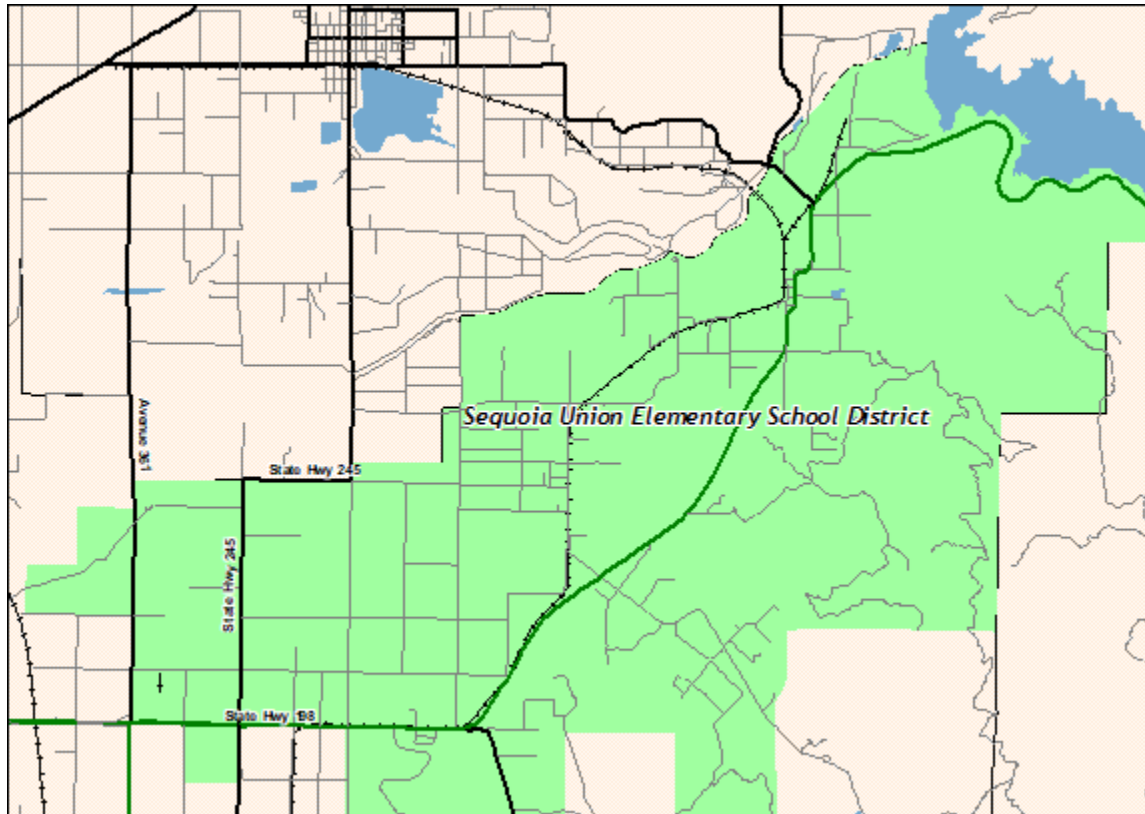 Sequoia Union Elementary School District
Avenue 361
State Hwy 245
State Hwy 245
State Hwy 198